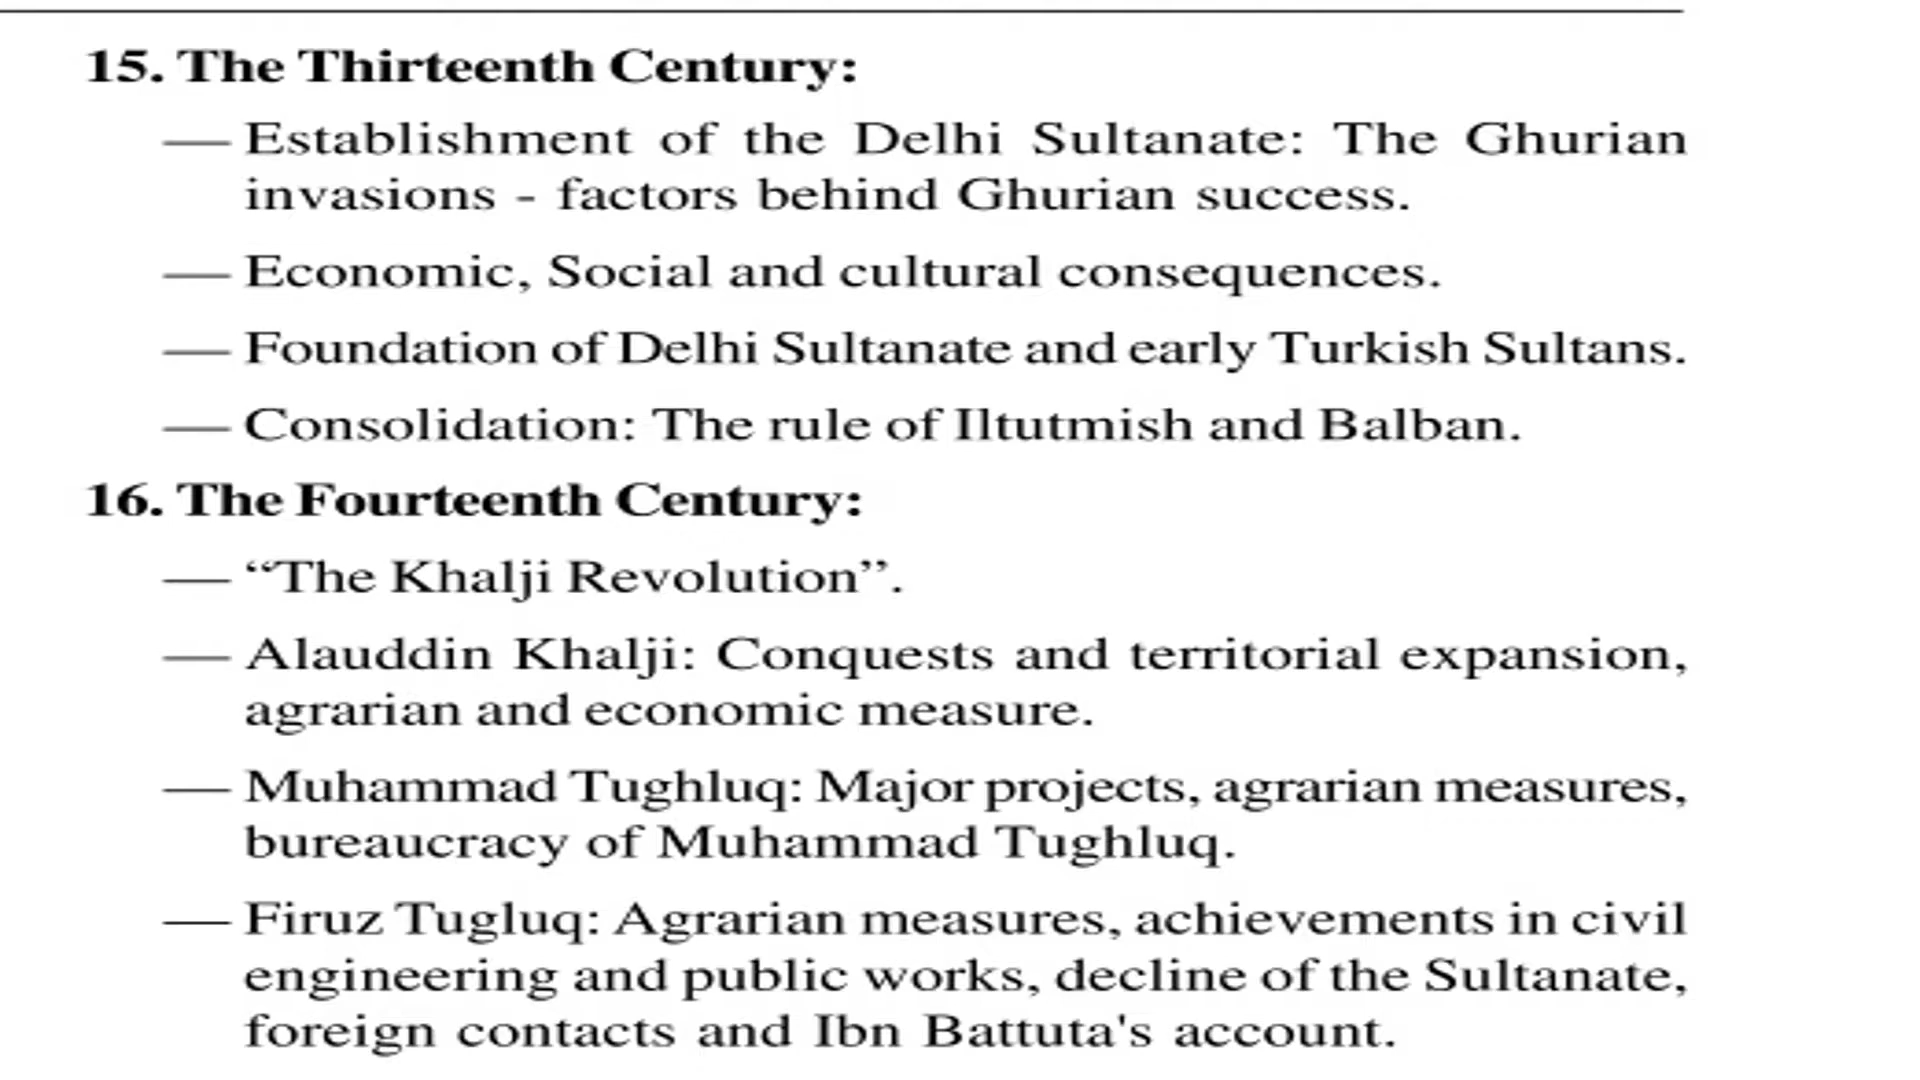 15. The Thirteenth Century:
— Establishment of the Delhi Sultanate: The Ghurian
invasions - factors behind Ghurian success.
— Economic, Social and cultural consequences.
— Foundation of Delhi Sultanate and early Turkish Sultans.
— Consolidation: The rule of Iltutmish and Balban.
16. The Fourteenth Century:
— “The Khalji Revolution”.
— Alauddin Khalji: Conquests and territorial expansion,
agrarian and economic measure.
— Muhammad Tughluq: Major projects, agrarian measures,
bureaucracy of Muhammad Tughluq.
— Firuz Tugluq: Agrarian measures, achievements in civil
engineering and public works, decline of the Sultanate,
foreign contacts and Ibn Battuta's account.